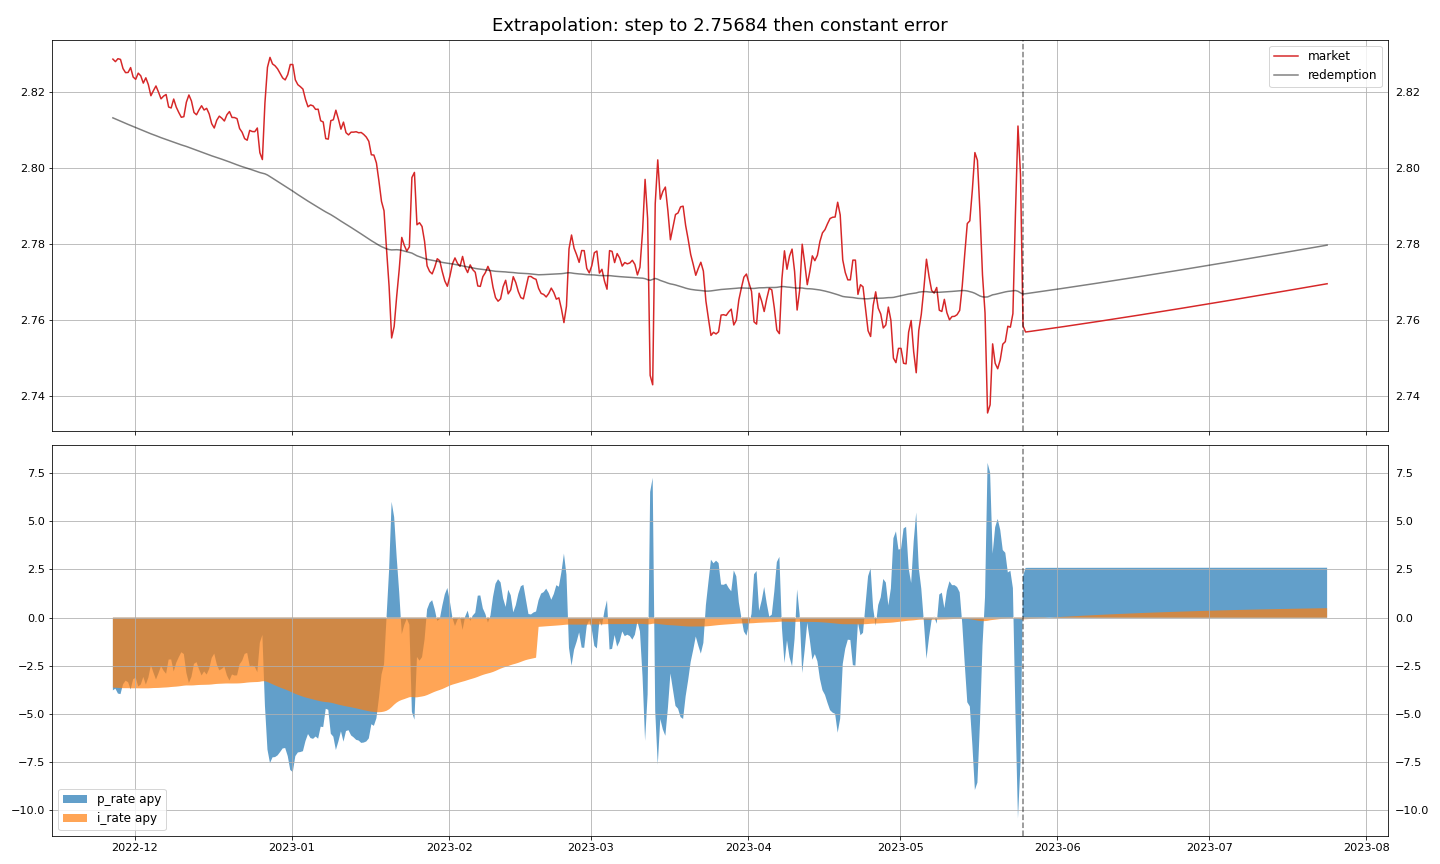 Extrapolation: step to 2.75684 then constant error
market
redemption
2.82 2.82
2.80 2.80
2.78 2.78
2.76 2.76
2.74 2.74
7.5 7.5
5.0 5.0
2.5 2.5
0.0 0.0
−2.5 −2.5
−5.0 −5.0
−7.5 −7.5
−10.0 −10.0
p_rate apy
i_rate apy
2022-12 2023-01 2023-02 2023-03 2023-04 2023-05 2023-06 2023-07 2023-08